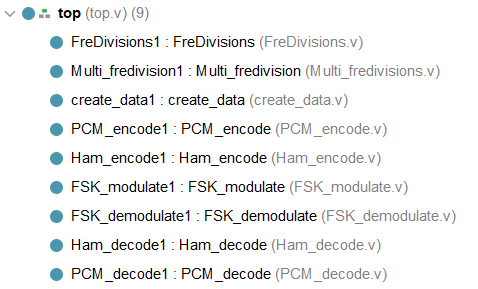 top (top.v) (9)
FreDivisions1 : FreDivisions (FreDivisions.v)
Multi_fredivision1 : Multi_fredivision (Multi_fredivisions.v)
create_data1 : create_data (create_data.v)
PCM_encode1 : PCM_encode (PCM_encode.v)
Ham_encode1 : Ham_encode (Ham_encode.v)
FSK_modulate1 : FSK_modulate (FSK_modulate.v)
FSK_demodulate1 : FSK_demodulate (FSK_demodulate.v)
Ham_decode1 : Ham_decode (Ham_decode.v)
PCM_decode1 : PCM_decode (PCM_decode.v)